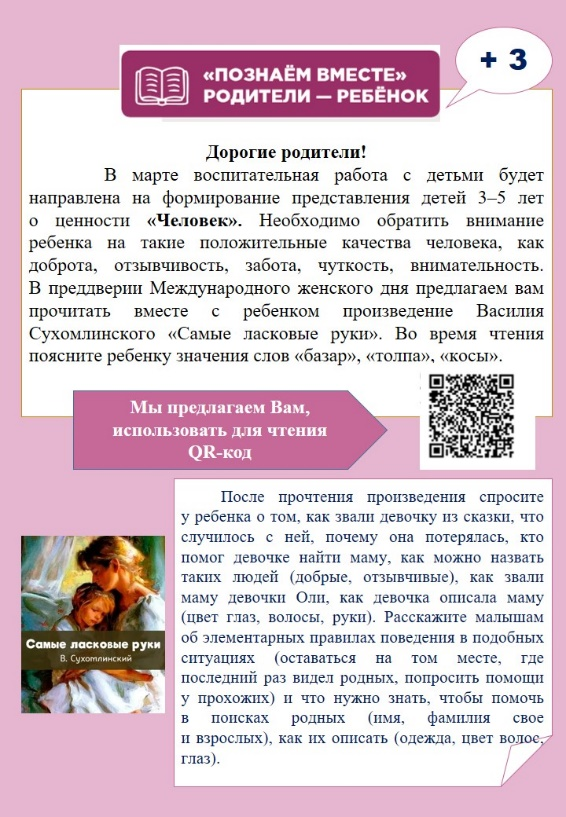 + 3
«ПОЗНАЁМ ВМЕСТЕ»
РОДИТЕЛИ — РЕБЁНОК
Дорогие родители!
В марте воспитательная работа с детьми будет
направлена на формирование представления детей 3–5 лет
о ценности «Человек». Необходимо обратить внимание
ребенка на такие положительные качества человека, как
доброта, отзывчивость, забота, чуткость, внимательность.
В преддверии Международного женского дня предлагаем вам
прочитать вместе с ребенком произведение Василия
Сухомлинского «Самые ласковые руки». Во время чтения
поясните ребенку значения слов «базар», «толпа», «косы».
Мы предлагаем Вам,
использовать для чтения
QR-код
После прочтения произведения спросите
у ребенка о том, как звали девочку из сказки, что
случилось с ней, почему она потерялась, кто
помог девочке найти маму, как можно назвать
таких людей (добрые, отзывчивые), как звали
маму девочки Оли, как девочка описала маму
(цвет глаз, волосы, руки). Расскажите малышам
об элементарных правилах поведения в подобных
ситуациях (оставаться на том месте, где
последний раз видел родных, попросить помощи
у прохожих) и что нужно знать, чтобы помочь
в поисках родных (имя, фамилия свое
и взрослых), как их описать (одежда, цвет волос,
глаз).
Самые ласковые руки
В. Сухотлинский